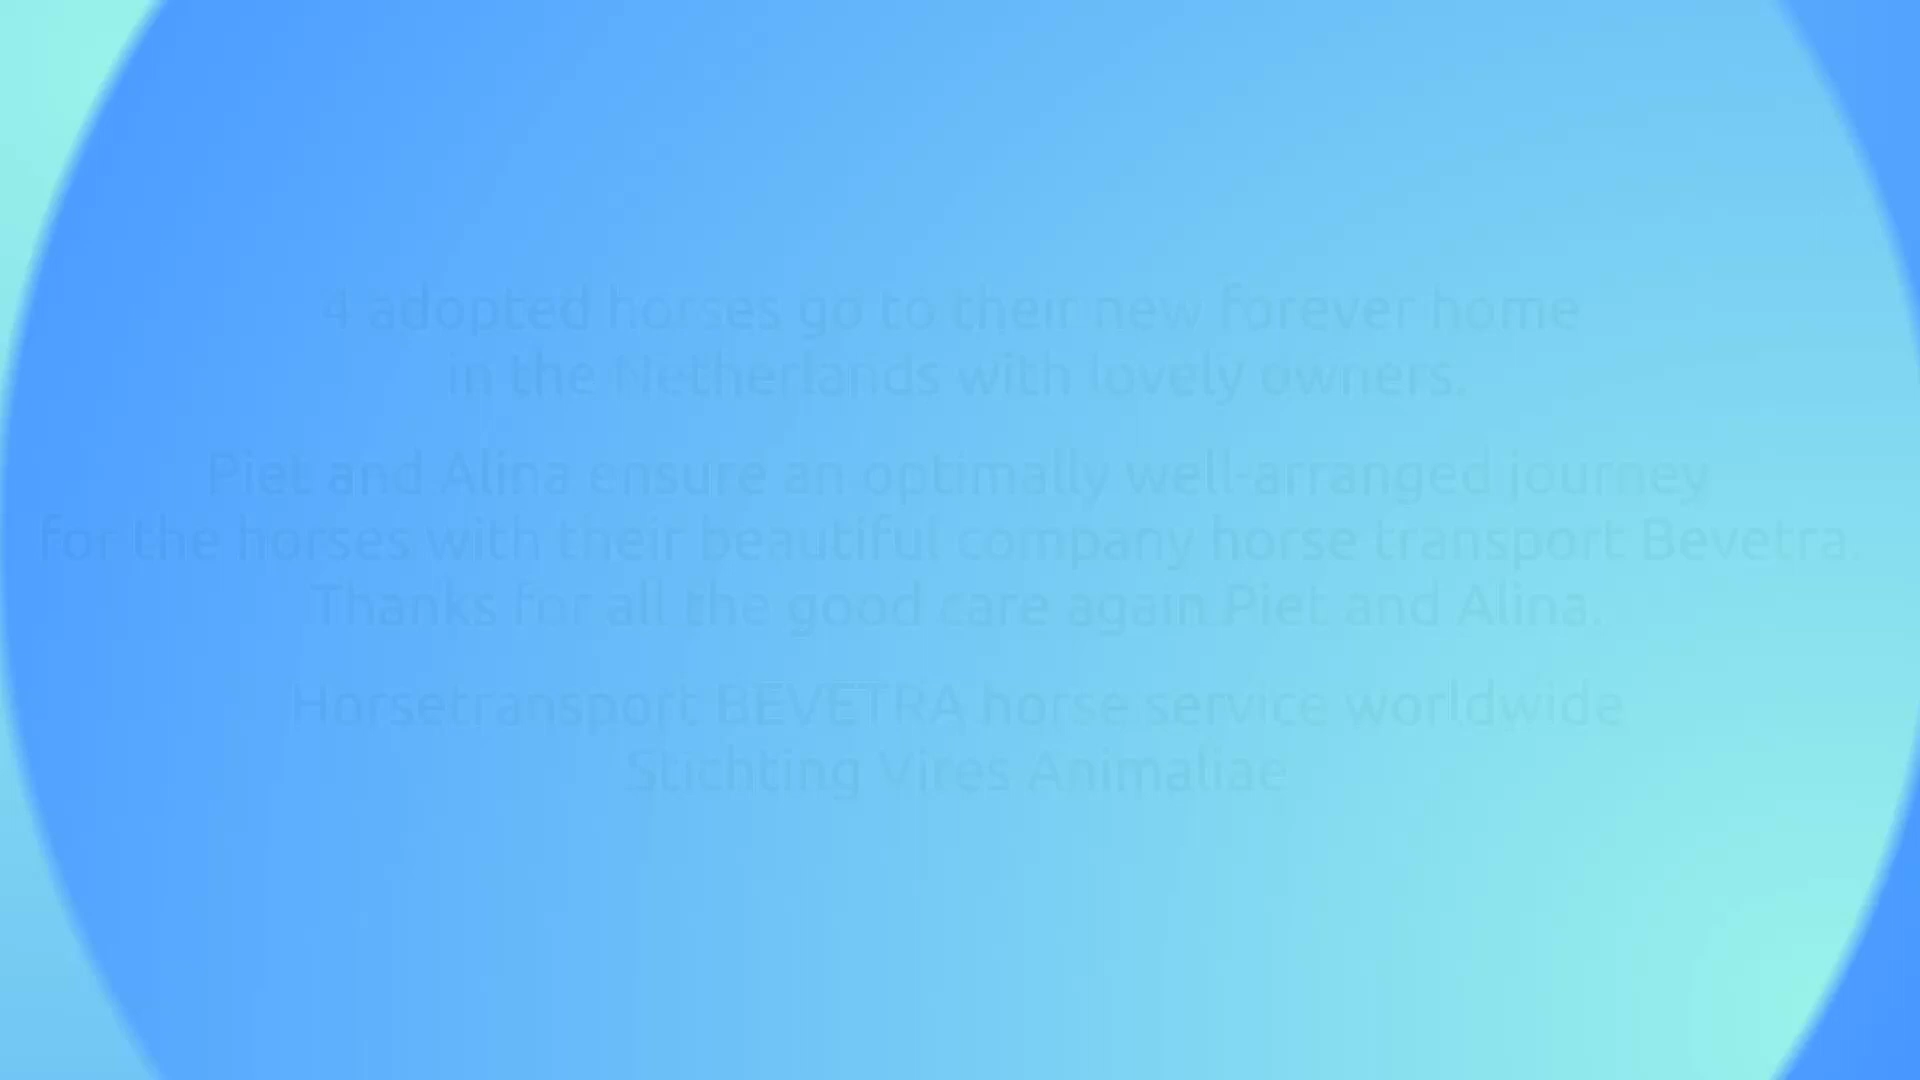 4 adopted horses go to their new forever home
in the Netherlands with lovely owners.
Piet and Alina ensure an optimally well-arranged journey
for the horses with their beautiful company horse transport Bevetra.
Thanks for all the good care again Piet and Alina.
Horsetransport BEVETRA horse service worldwide
Stichting Vires Animaliae